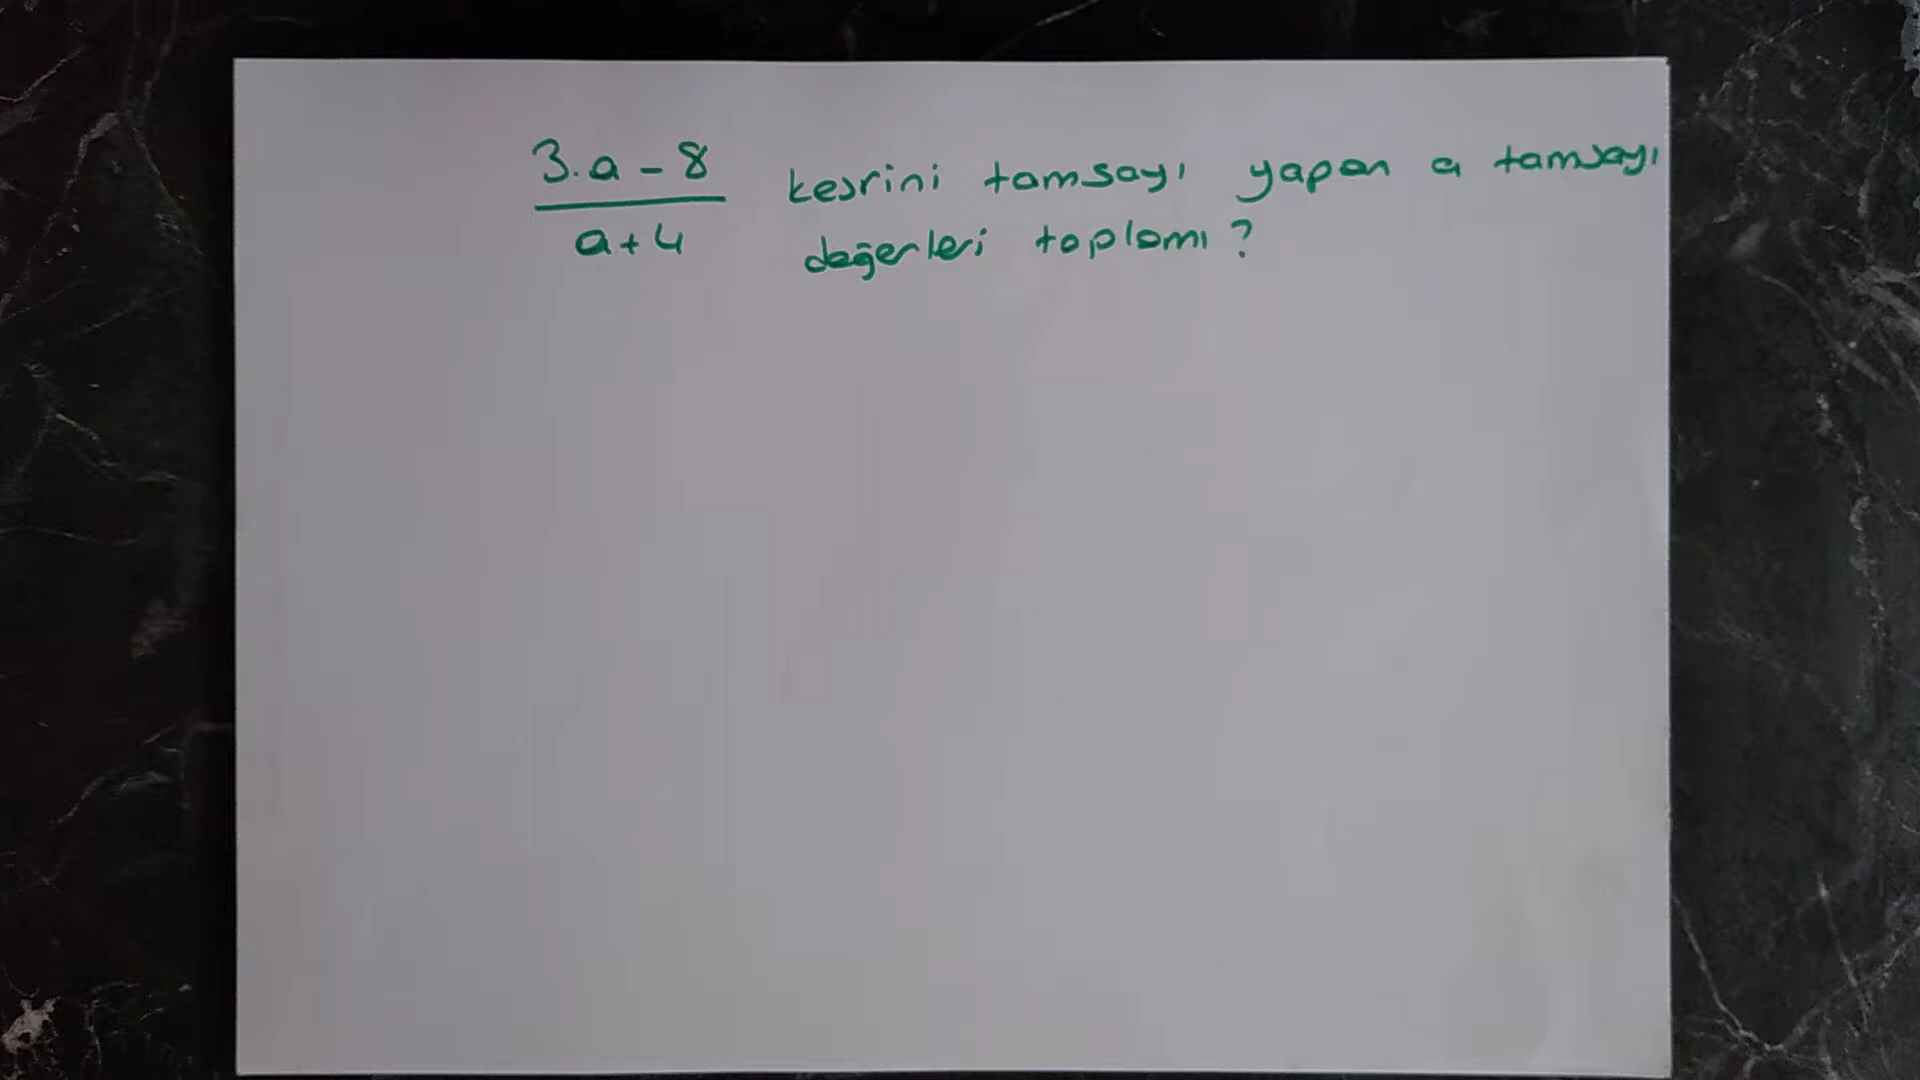 3.a - 8 kesrini tamsayı yapan a tamsayı
a + 4 değerleri toplamı ?